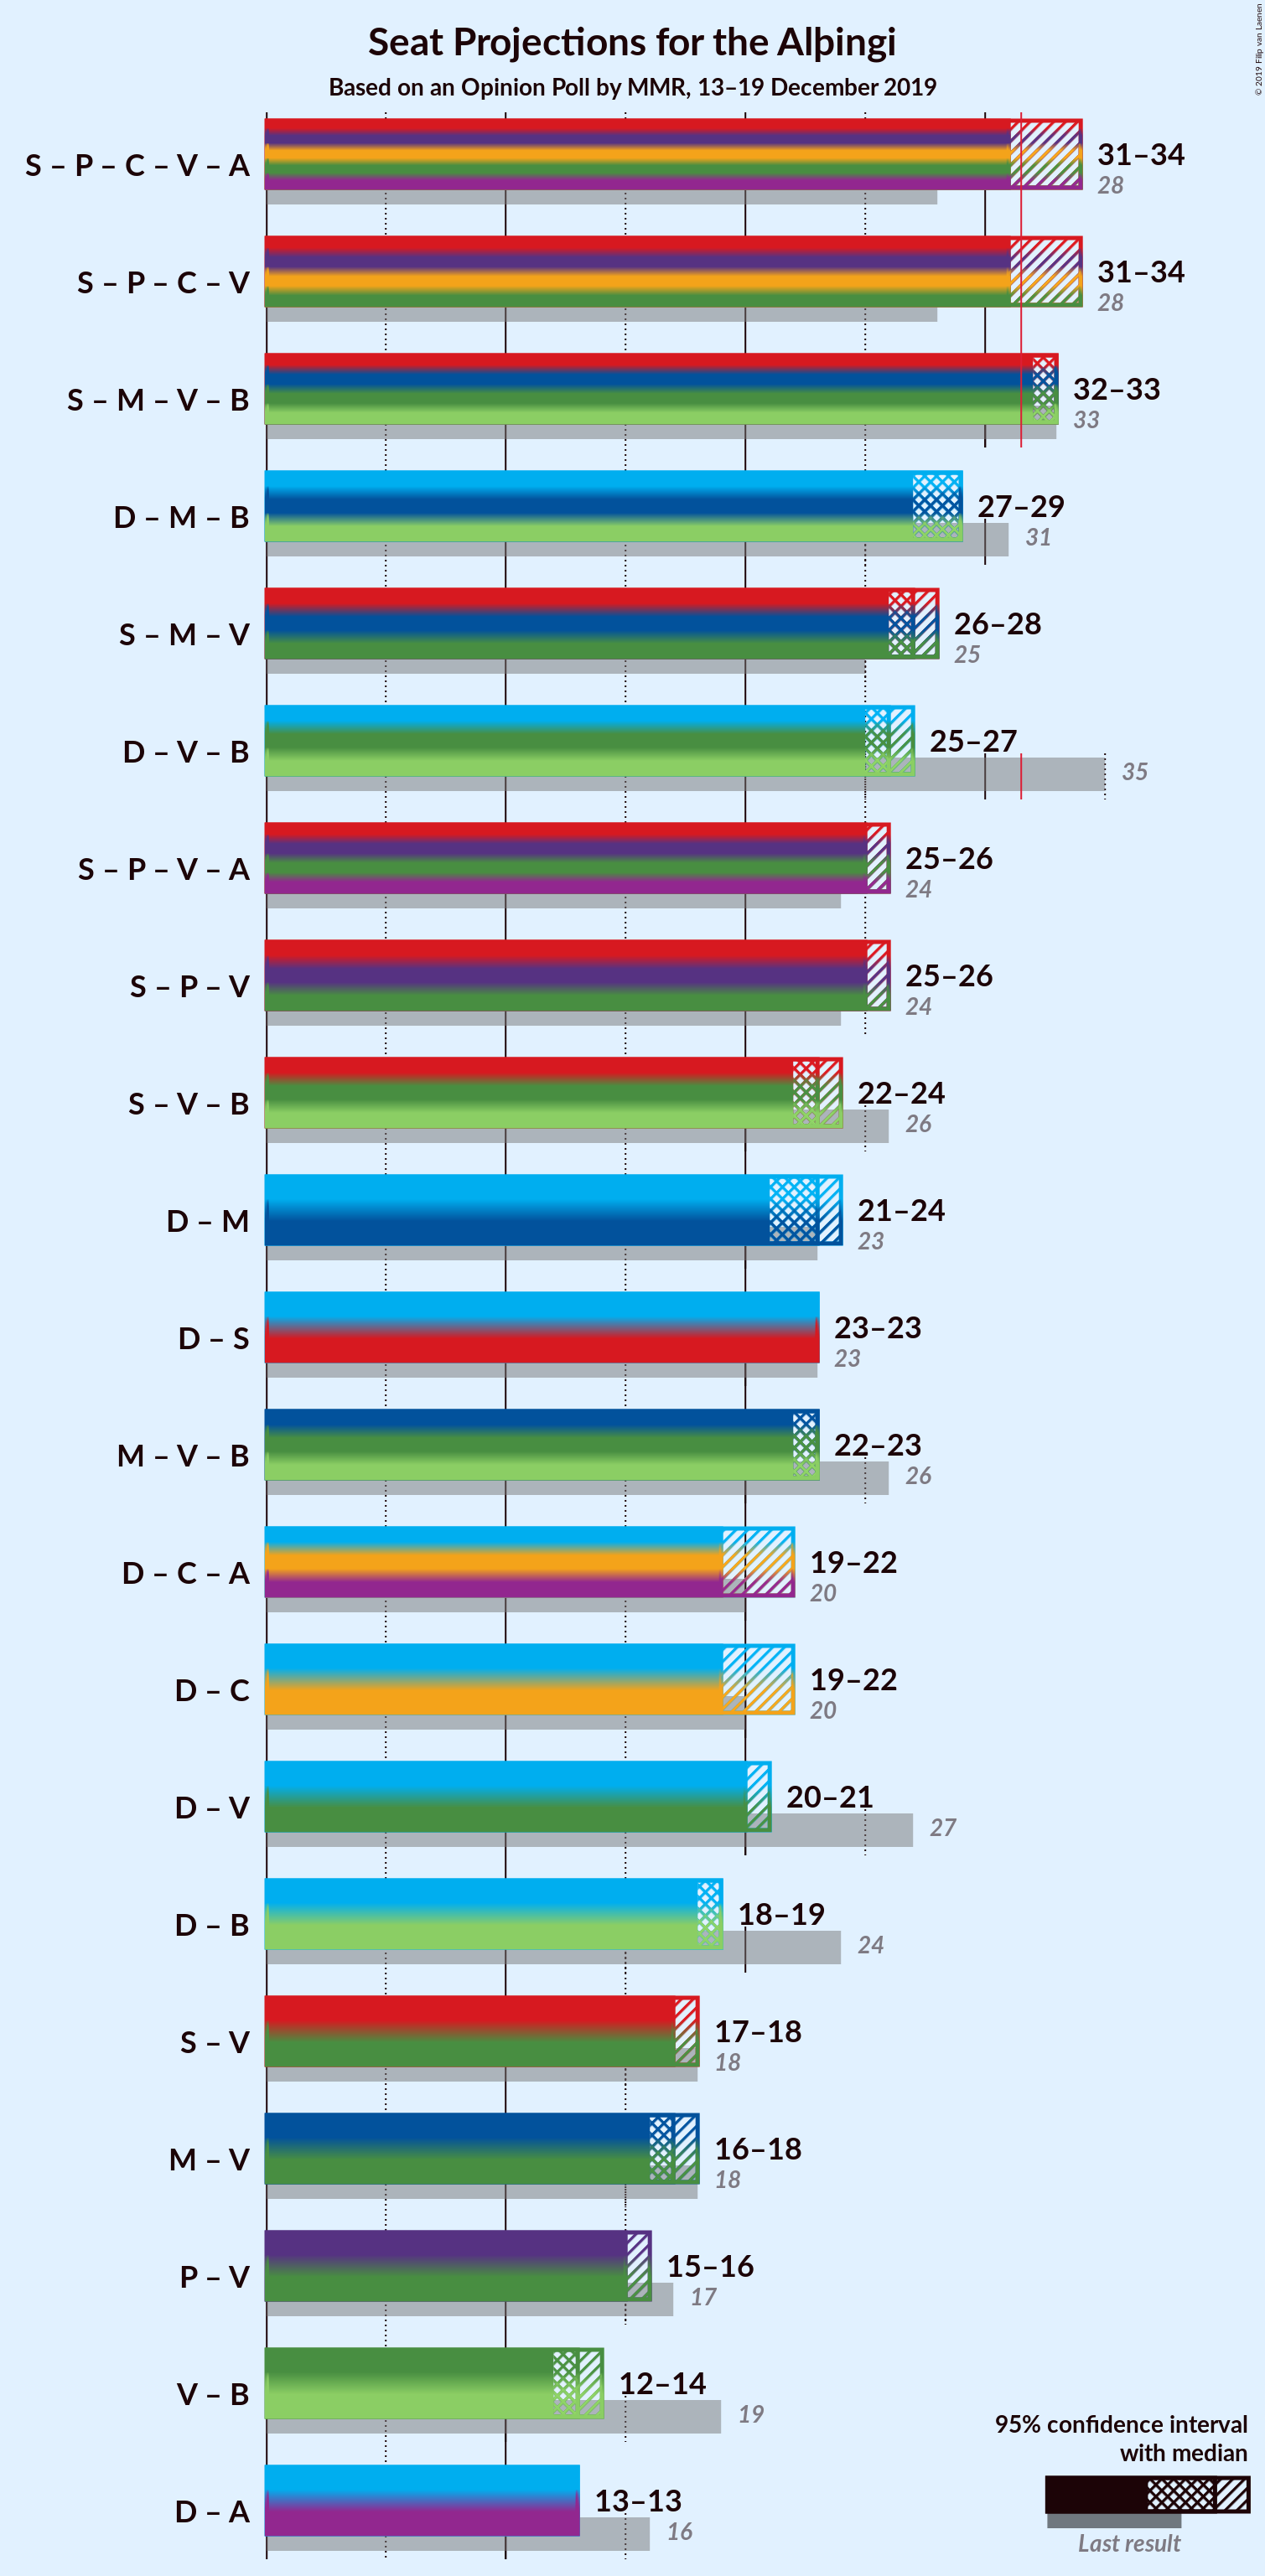 Seat Projections for the Alþingi
Based on an Opinion Poll by MMR, 13–19 December 2019
© 2019 Filip van Laenen
S – P – C – V – A
31–34
28
S – P – C – V
31–34
28
S – M – V – B
32–33
33
D – M – B
27–29
31
S – M – V
26–28
25
D – V – B
25–27
35
S – P – V – A
25–26
24
S – P – V
25–26
24
S – V – B
22–24
26
D – M
21–24
23
D – S
23–23
23
M – V – B
22–23
26
D – C – A
19–22
20
D – C
19–22
20
D – V
20–21
27
D – B
18–19
24
S – V
17–18
18
M – V
16–18
18
P – V
15–16
17
V – B
12–14
19
D – A
13–13
16
95% confidence interval
with median
Last result